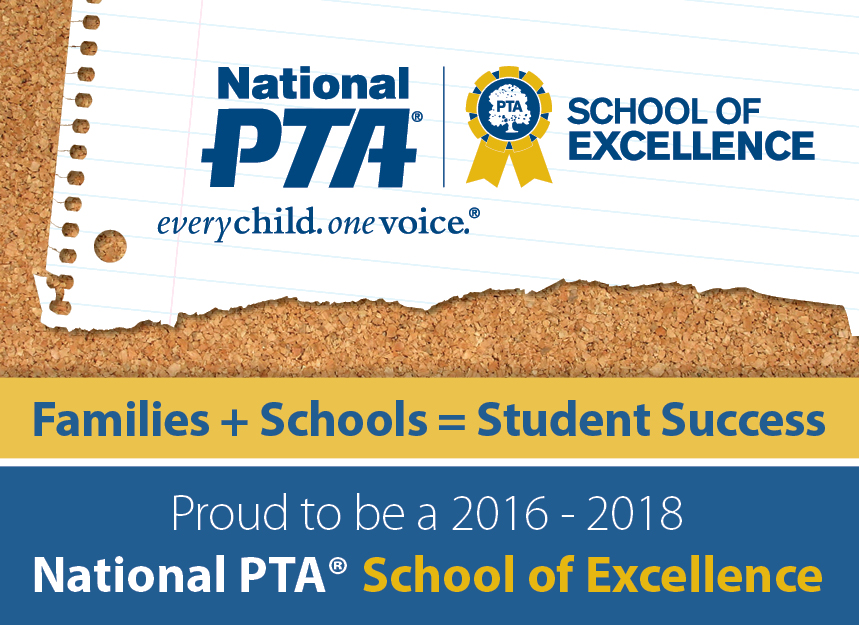 National
PTA®
everychild.onevoice.®
PTA
SCHOOL OF
EXCELLENCE
Families + Schools = Student Success
Proud to be a 2016 - 2018
National PTA® School of Excellence